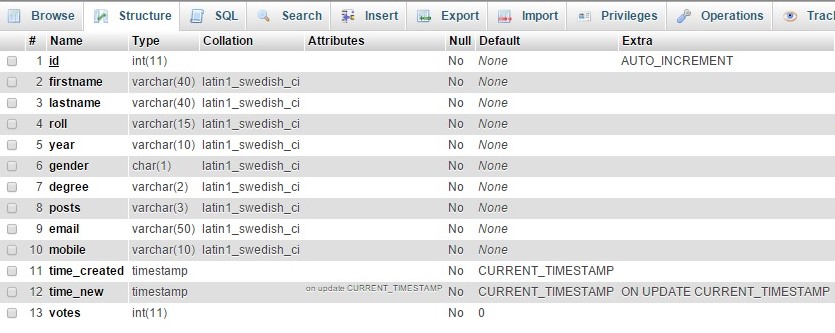 Browse Structure SQL Search Insert Export Import Privileges Operations Trac
# Name Type Collation Attributes Null Default Extra
1 id int(11) No None AUTO_INCREMENT
2 firstname varchar(40) latin1_swedish_ci No None
3 lastname varchar(40) latin1_swedish_ci No None
4 roll varchar(15) latin1_swedish_ci No None
5 year varchar(10) latin1_swedish_ci No None
6 gender char(1) latin1_swedish_ci No None
7 degree varchar(2) latin1_swedish_ci No None
8 posts varchar(3) latin1_swedish_ci No None
9 email varchar(50) latin1_swedish_ci No None
10 mobile varchar(10) latin1_swedish_ci No None
11 time_created timestamp No CURRENT_TIMESTAMP
12 time_new timestamp on update CURRENT_TIMESTAMP No CURRENT_TIMESTAMP ON UPDATE CURRENT_TIMESTAMP
13 votes int(11) No 0